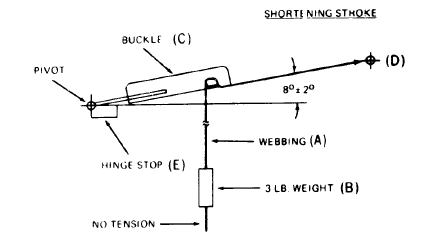 SHORTENING STROKE
BUCKLE (C)
(D)
PIVOT
8° ± 2°
HINGE STOP (E)
WEBBING (A)
3 LB. WEIGHT (B)
NO TENSION